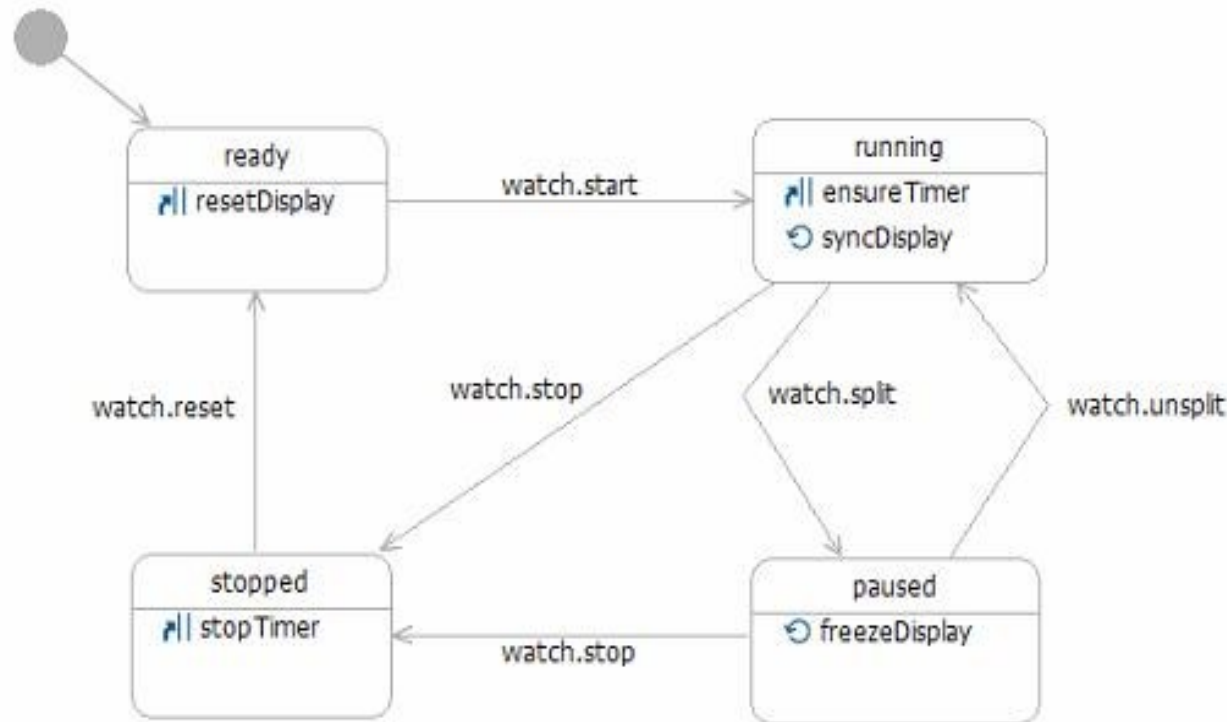 ready
resetDisplay
watch.start
running
ensureTimer
syncDisplay
watch.reset
watch.stop
watch.split
watch.unsplit
stopped
stopTimer
watch.stop
paused
freezeDisplay